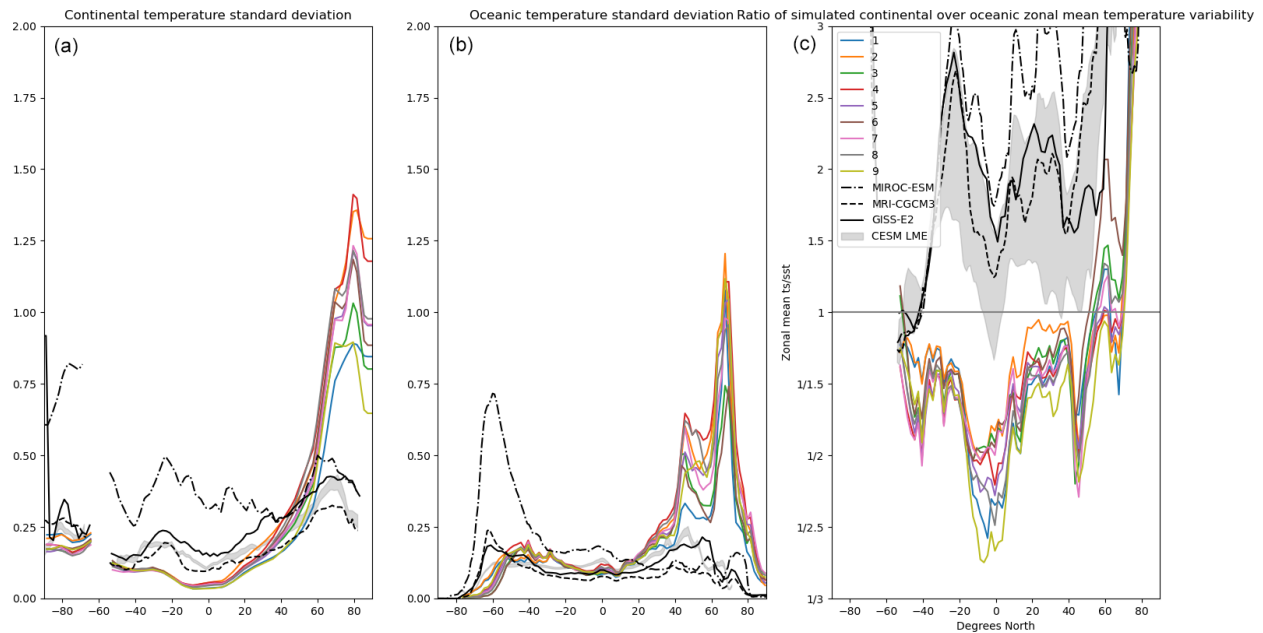 Continental temperature standard deviation
Oceanic temperature standard deviation
Ratio of simulated continental over oceanic zonal mean temperature variability
(a)
2.00
1.75
1.50
1.25
1.00
0.75
0.50
0.25
0.00
−80 −60 −40 −20 0 20 40 60 80
(b)
2.00
1.75
1.50
1.25
1.00
0.75
0.50
0.25
0.00
−80 −60 −40 −20 0 20 40 60 80
(c)
1
2
3
4
5
6
7
8
9
MIROC-ESM
MRI-CGCM3
GISS-E2
CESM LME
Zonal mean ts/sst
3
2.5
2
1.5
1
1/1.5
1/2
1/2.5
1/3
−80 −60 −40 −20 0 20 40 60 80
Degrees North